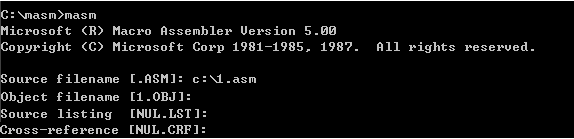 C:\masm>masm
Microsoft (R) Macro Assembler Version 5.00
Copyright (C) Microsoft Corp 1981-1985, 1987.  All rights reserved.
Source filename [.ASM]: c:\1.asm
Object filename [1.OBJ]:
Source listing  [NUL.LST]:
Cross-reference [NUL.CRF]: